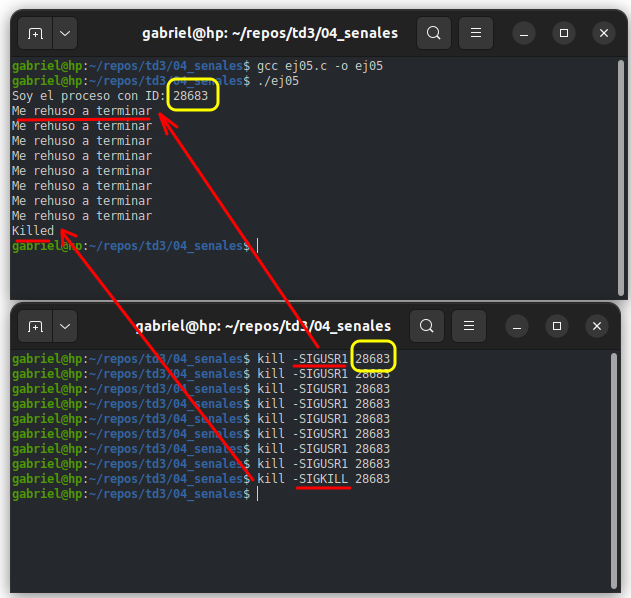 gabriel@hp: ~/repos/td3/04_senales
gabriel@hp:~/repos/td3/04_senales$ gcc ej05.c -o ej05
gabriel@hp:~/repos/td3/04_senales$ ./ej05
Soy el proceso con ID: 28683
Me rehuso a terminar
Me rehuso a terminar
Me rehuso a terminar
Me rehuso a terminar
Me rehuso a terminar
Me rehuso a terminar
Me rehuso a terminar
Me rehuso a terminar
Killed
gabriel@hp:~/repos/td3/04_senales$
gabriel@hp: ~/repos/td3/04_senales
gabriel@hp:~/repos/td3/04_senales$ kill -SIGUSR1 28683
gabriel@hp:~/repos/td3/04_senales$ kill -SIGUSR1 28683
gabriel@hp:~/repos/td3/04_senales$ kill -SIGUSR1 28683
gabriel@hp:~/repos/td3/04_senales$ kill -SIGUSR1 28683
gabriel@hp:~/repos/td3/04_senales$ kill -SIGUSR1 28683
gabriel@hp:~/repos/td3/04_senales$ kill -SIGUSR1 28683
gabriel@hp:~/repos/td3/04_senales$ kill -SIGUSR1 28683
gabriel@hp:~/repos/td3/04_senales$ kill -SIGUSR1 28683
gabriel@hp:~/repos/td3/04_senales$ kill -SIGKILL 28683
gabriel@hp:~/repos/td3/04_senales$